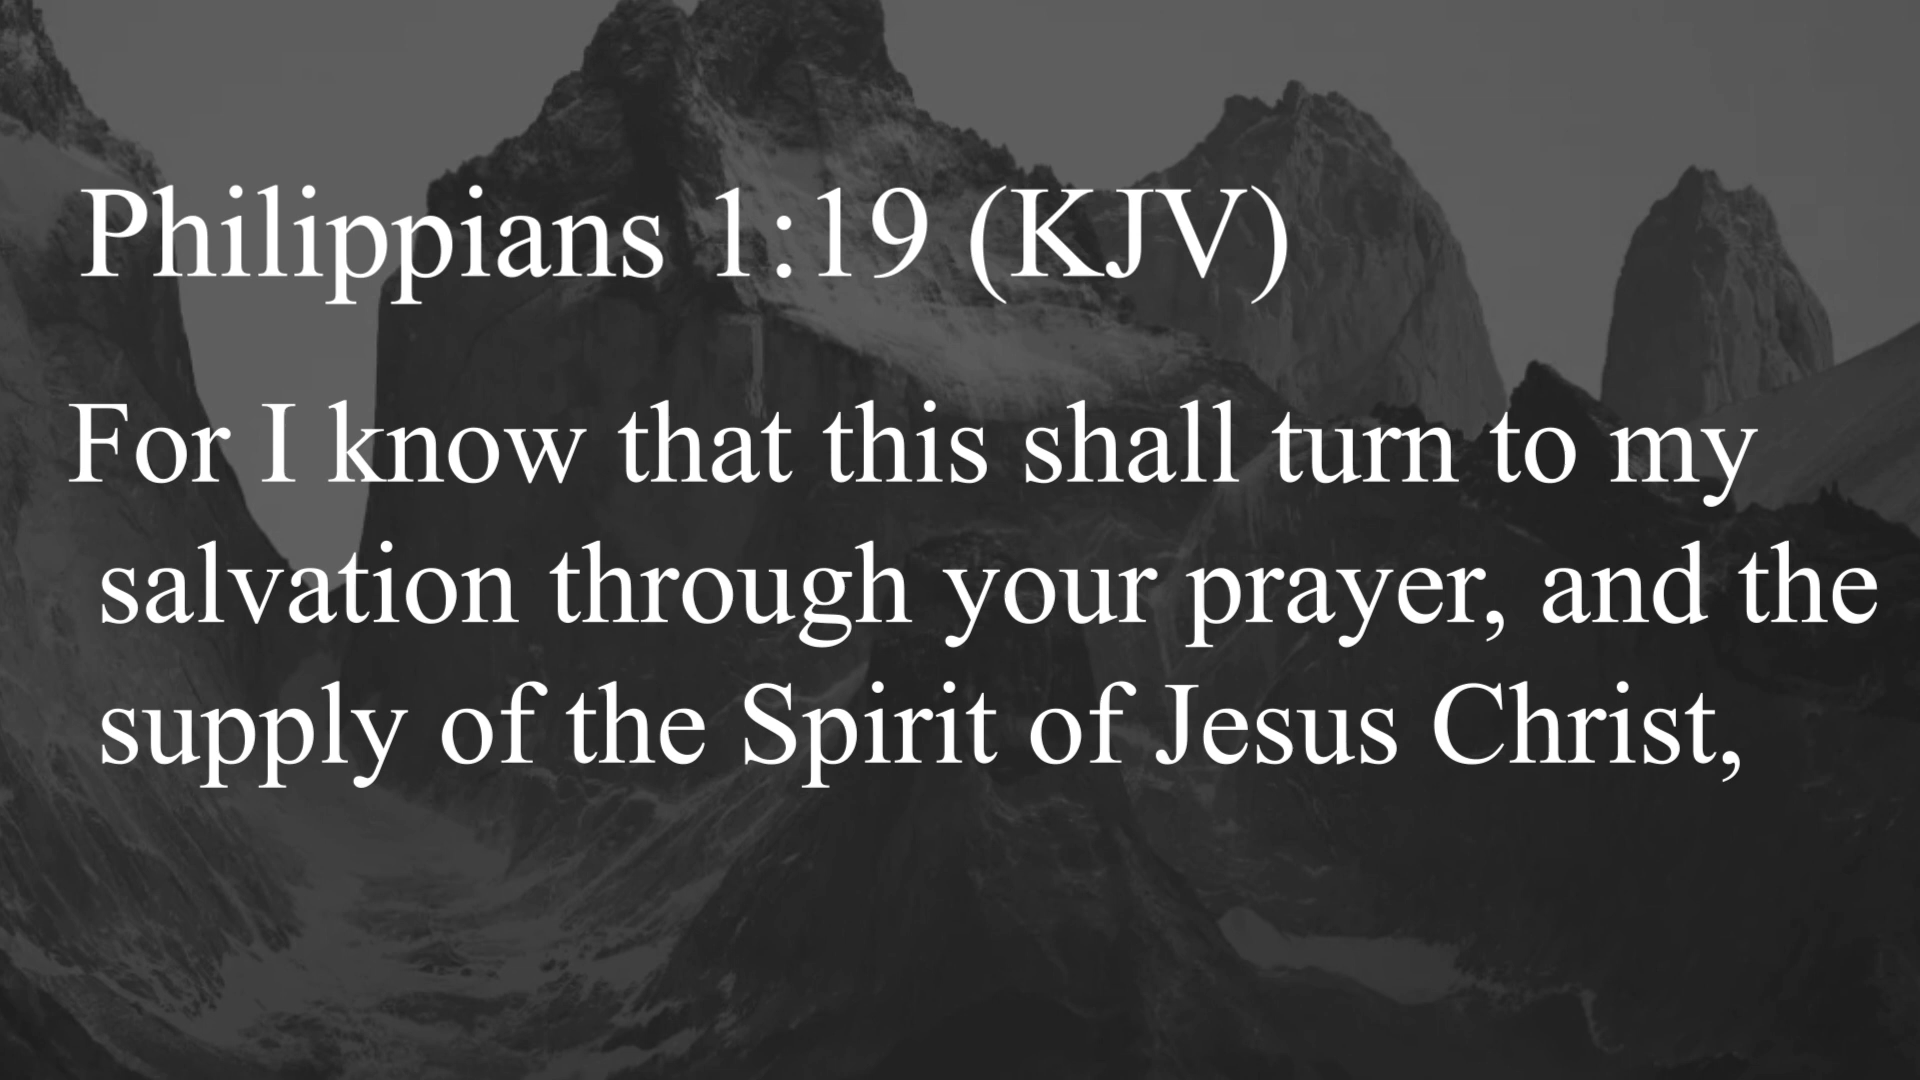 Philippians 1:19 (KJV)
For I know that this shall turn to my
salvation through your prayer, and the
supply of the Spirit of Jesus Christ,